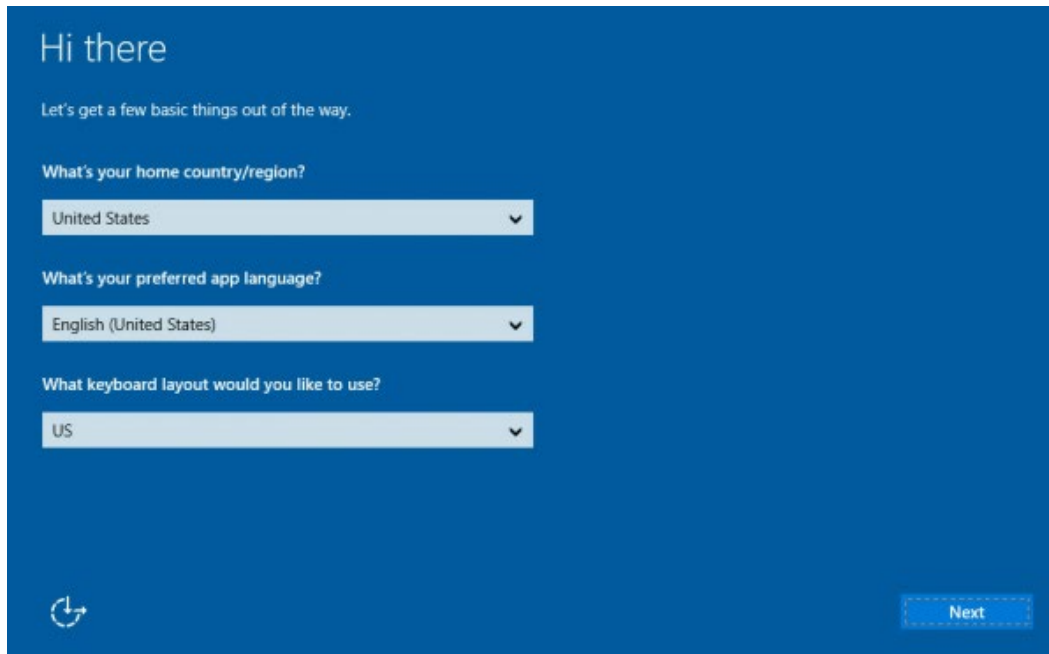 Hi there
Let's get a few basic things out of the way.
What's your home country/region?
United States
What's your preferred app language?
English (United States)
What keyboard layout would you like to use?
US
Next